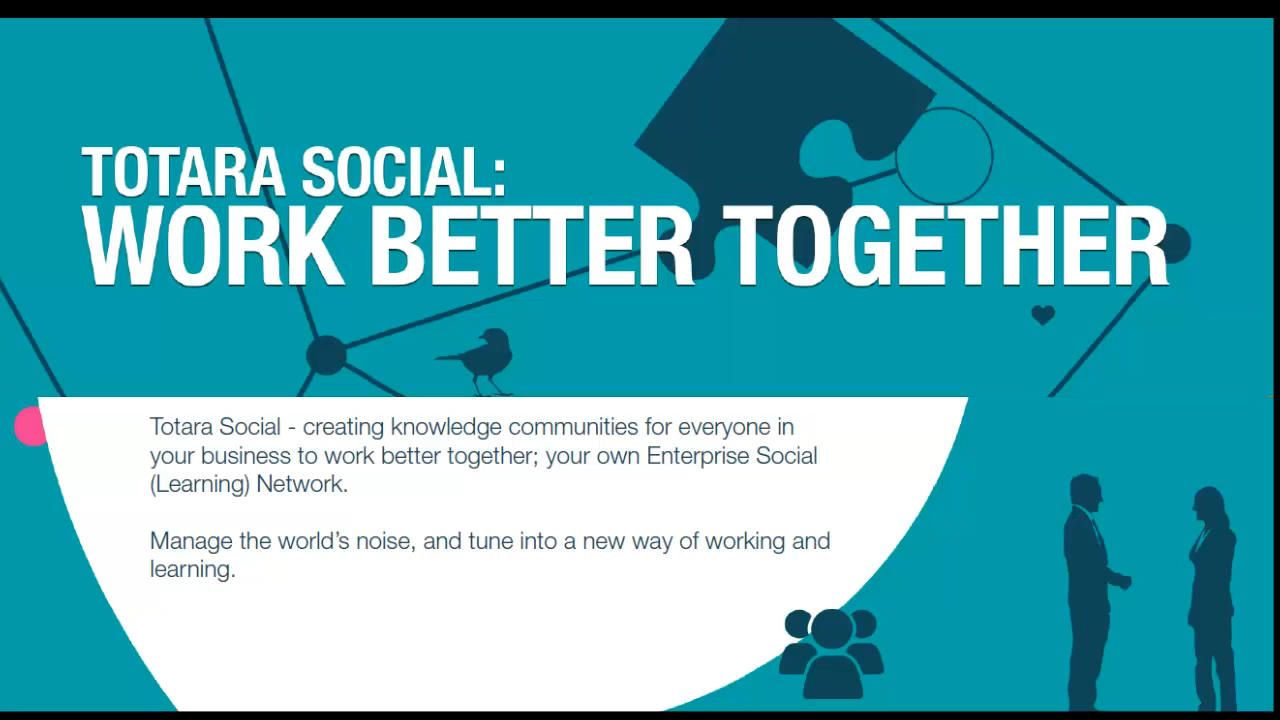 TOTARA SOCIAL:
WORK BETTER TOGETHER
Totara Social - creating knowledge communities for everyone in
your business to work better together; your own Enterprise Social
(Learning) Network.
Manage the world’s noise, and tune into a new way of working and
learning.